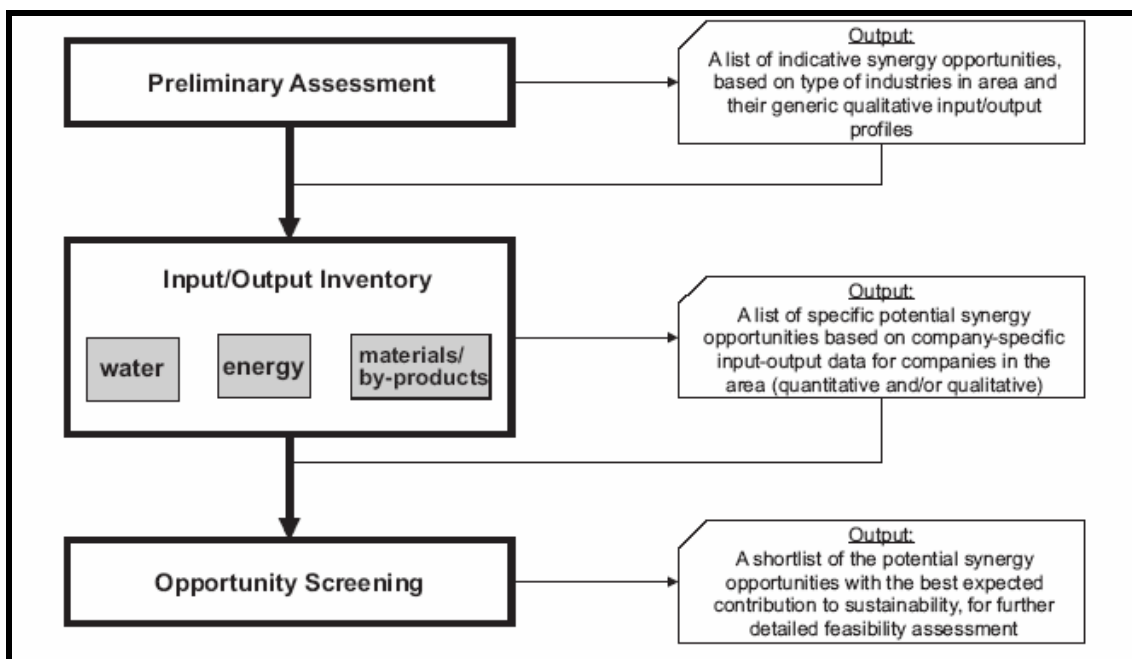 Preliminary Assessment
Output:
A list of indicative synergy opportunities,
based on type of industries in area and
their generic qualitative input/output
profiles
Input/Output Inventory
water
energy
materials/
by-products
Output:
A list of specific potential synergy
opportunities based on company-specific
input-output data for companies in the
area (quantitative and/or qualitative)
Opportunity Screening
Output:
A shortlist of the potential synergy
opportunities with the best expected
contribution to sustainability, for further
detailed feasibility assessment